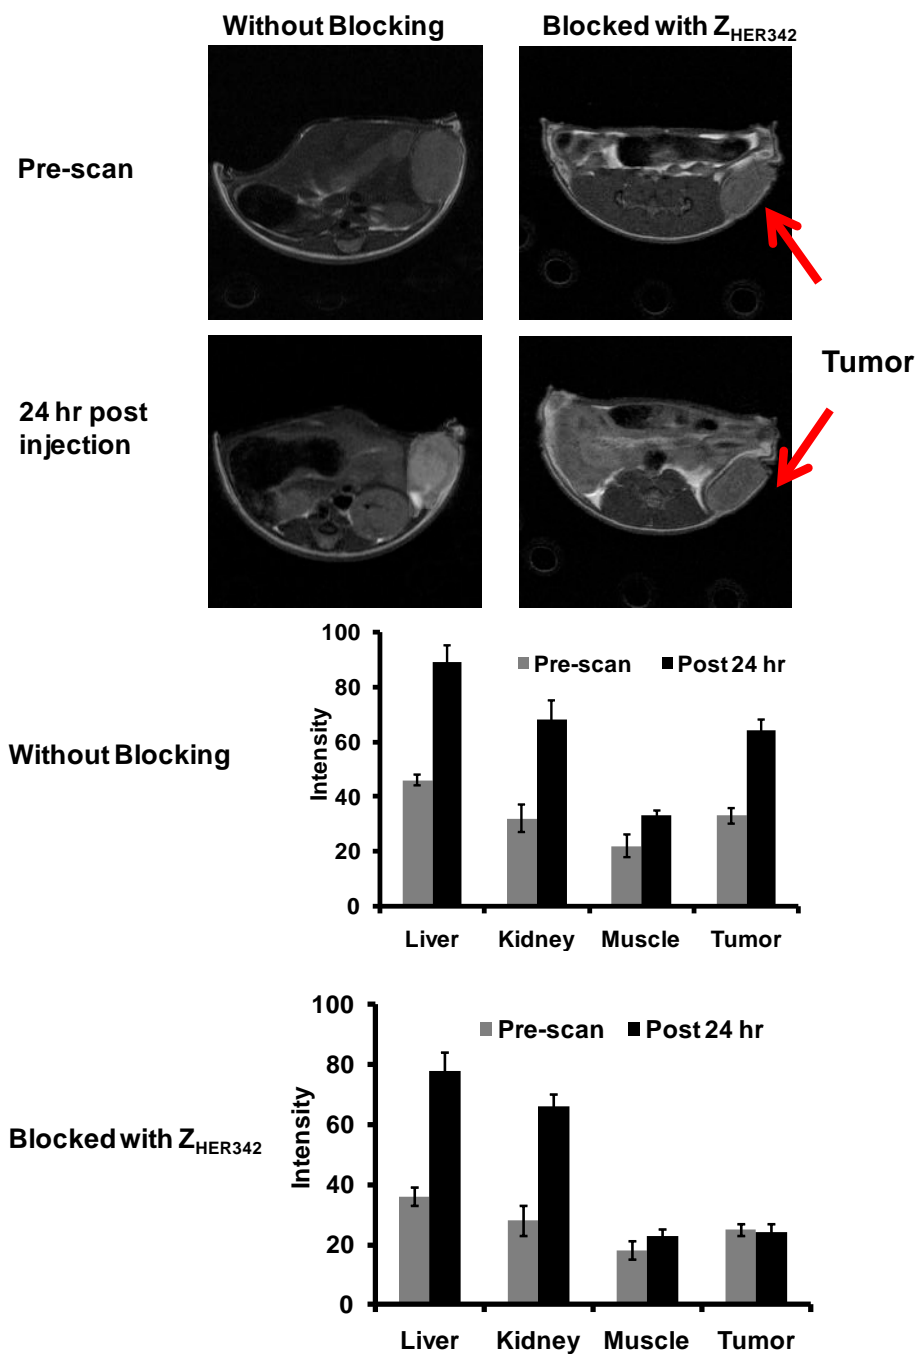 Without Blocking
Blocked with ZHER342
Pre-scan
Tumor
24 hr post
injection
100
80
60
40
20
0
Intensity
Pre-scan
Post 24 hr
Without Blocking
Liver
Kidney
Muscle
Tumor
100
80
60
40
20
0
Intensity
Pre-scan
Post 24 hr
Blocked with ZHER342
Liver
Kidney
Muscle
Tumor